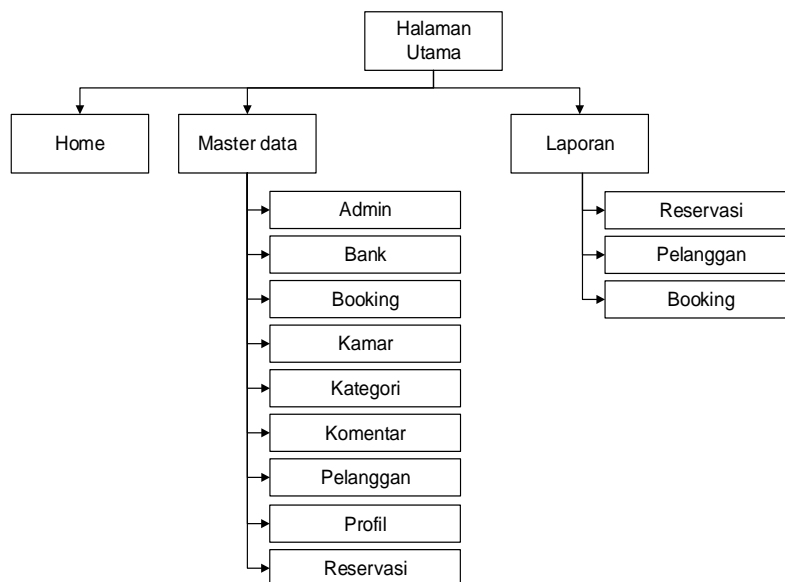 Halaman
Utama
Home
Master data
Laporan
Admin
Bank
Booking
Kamar
Kategori
Komentar
Pelanggan
Profil
Reservasi
Reservasi
Pelanggan
Booking